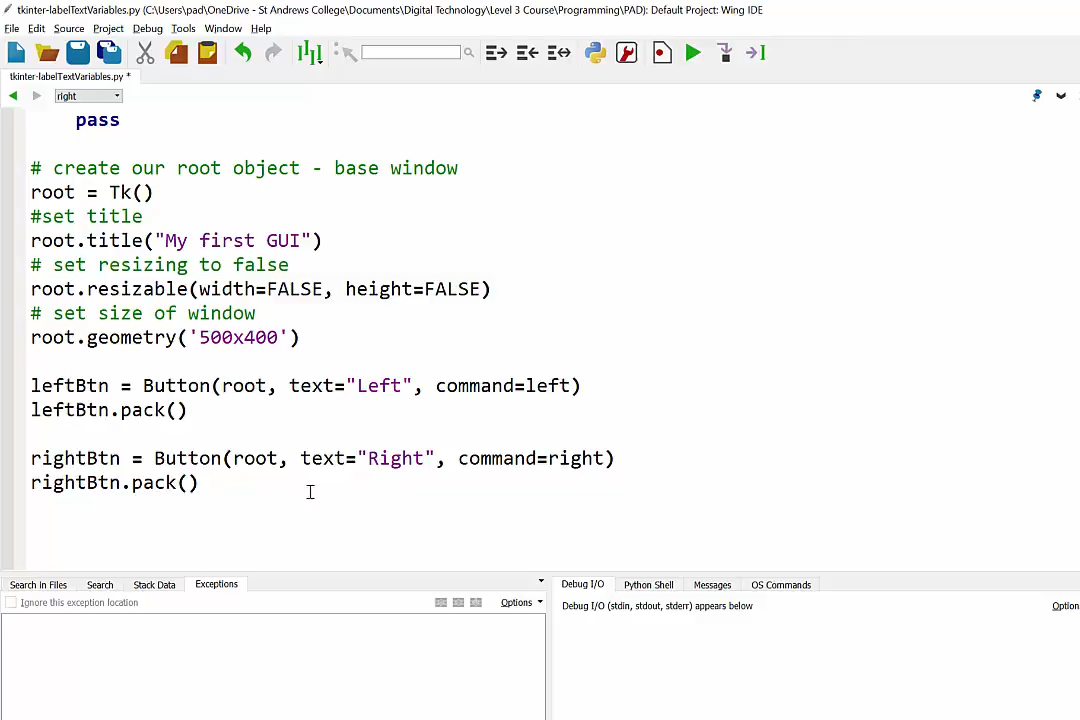 tkinter-labelTextVariables.py (C:\Users\pad\OneDrive - St Andrews College\Documents\Digital Technology\Level 3 Course\Programming\PAD): Default Project: Wing IDE
File Edit Source Project Debug Tools Window Help
tkinter-labelTextVariables.py *
right
pass
# create our root object - base window
root = Tk()
#set title
root.title("My first GUI")
# set resizing to false
root.resizable(width=FALSE, height=FALSE)
# set size of window
root.geometry('500x400')
leftBtn = Button(root, text="Left", command=left)
leftBtn.pack()
rightBtn = Button(root, text="Right", command=right)
rightBtn.pack()
Search in Files Search Stack Data Exceptions
Ignore this exception location Options
Debug I/O Python Shell Messages OS Commands
Debug I/O (stdin, stdout, stderr) appears below Option